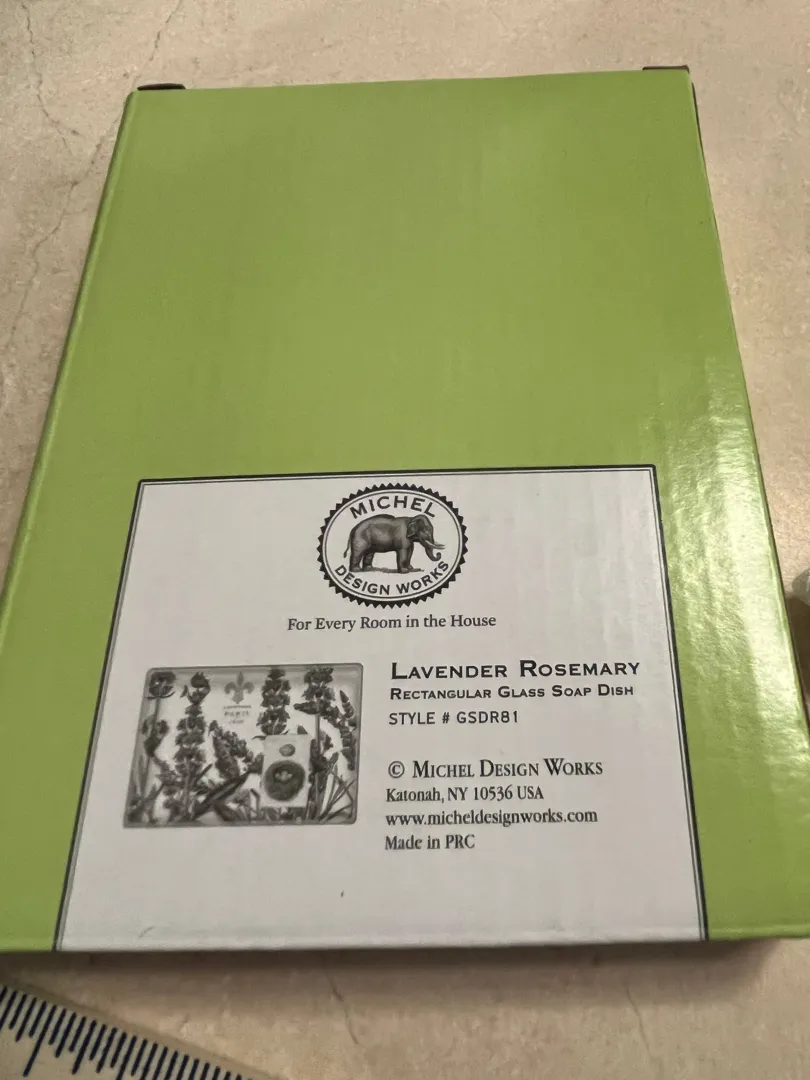 MICHEL
DESIGN WORKS
For Every Room in the House
PARIS
LAVENDER ROSEMARY
RECTANGULAR GLASS SOAP DISH
STYLE # GSDR81
© MICHEL DESIGN WORKS
Katonah, NY 10536 USA
www.micheldesignworks.com
Made in PRC